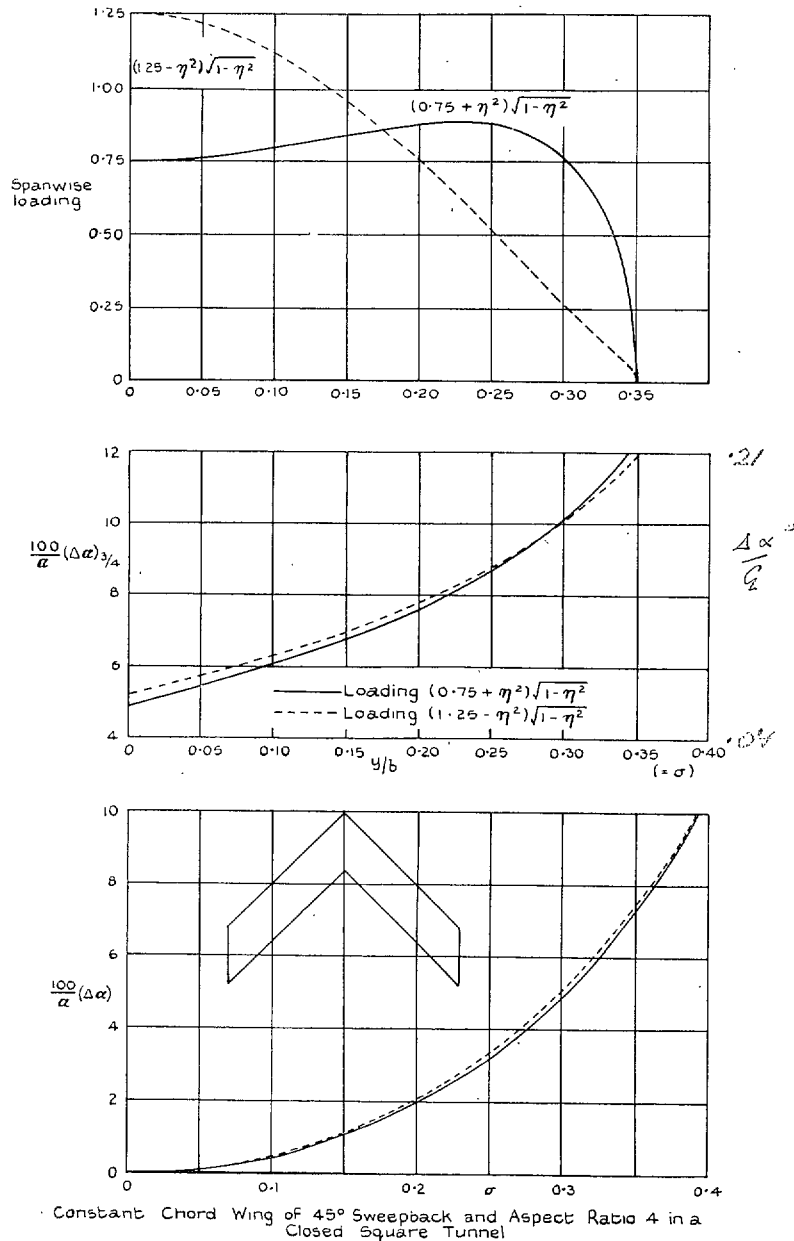 1·25
(1·25 - η²)√1 - η²
1·00
(0·75 + η²)√1 - η²
0·75
Spanwise
loading
0·50
0·25
0
0 0·05 0·10 0·15 0·20 0·25 0·30 0·35
12
·21
10
100/α (Δα)3/4
Δα/CL
8
6
Loading (0·75 + η²)√1 - η²
Loading (1·25 - η²)√1 - η²
4
0 0·05 0·10 0·15 0·20 0·25 0·30 0·35 0·40
y/b
(= σ)
10
8
6
100/α (Δα)
4
2
0
0 0·1 0·2 σ 0·3 0·4
Constant Chord Wing of 45° Sweepback and Aspect Ratio 4 in a
Closed Square Tunnel